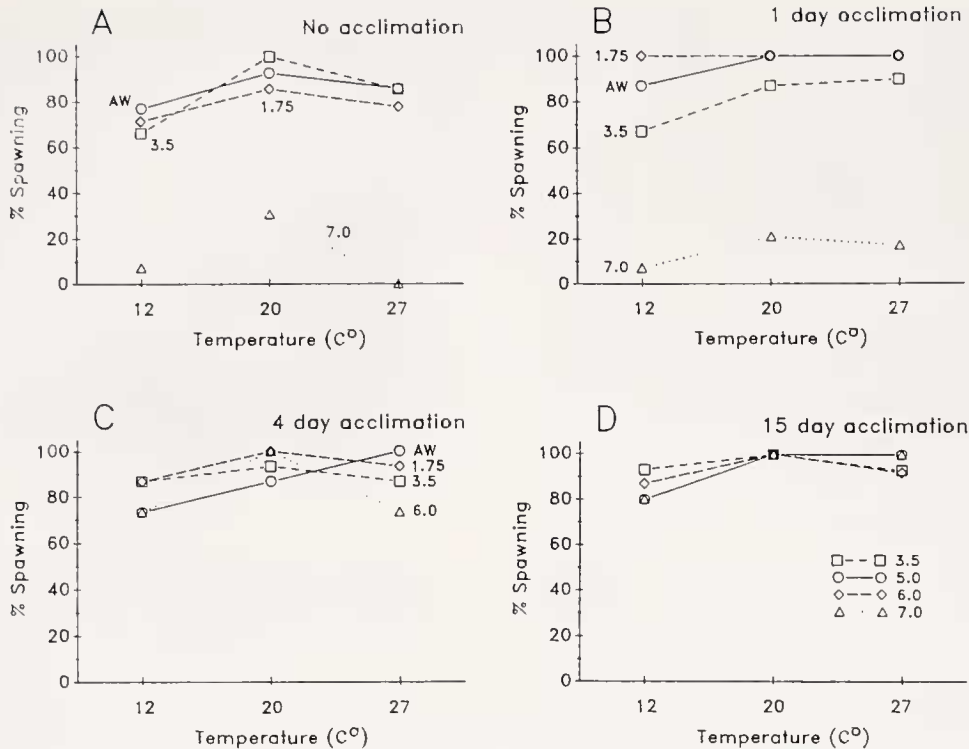 A
No acclimation
100
80
60
40
20
0
% Spawning
AW
3.5
1.75
7.0
12 20 27
Temperature (C°)
B
1 day acclimation
100
80
60
40
20
0
% Spawning
1.75
AW
3.5
7.0
12 20 27
Temperature (C°)
C
4 day acclimation
100
80
60
40
20
0
% Spawning
AW
1.75
3.5
6.0
12 20 27
Temperature (C°)
D
15 day acclimation
100
80
60
40
20
0
% Spawning
3.5
5.0
6.0
7.0
12 20 27
Temperature (C°)